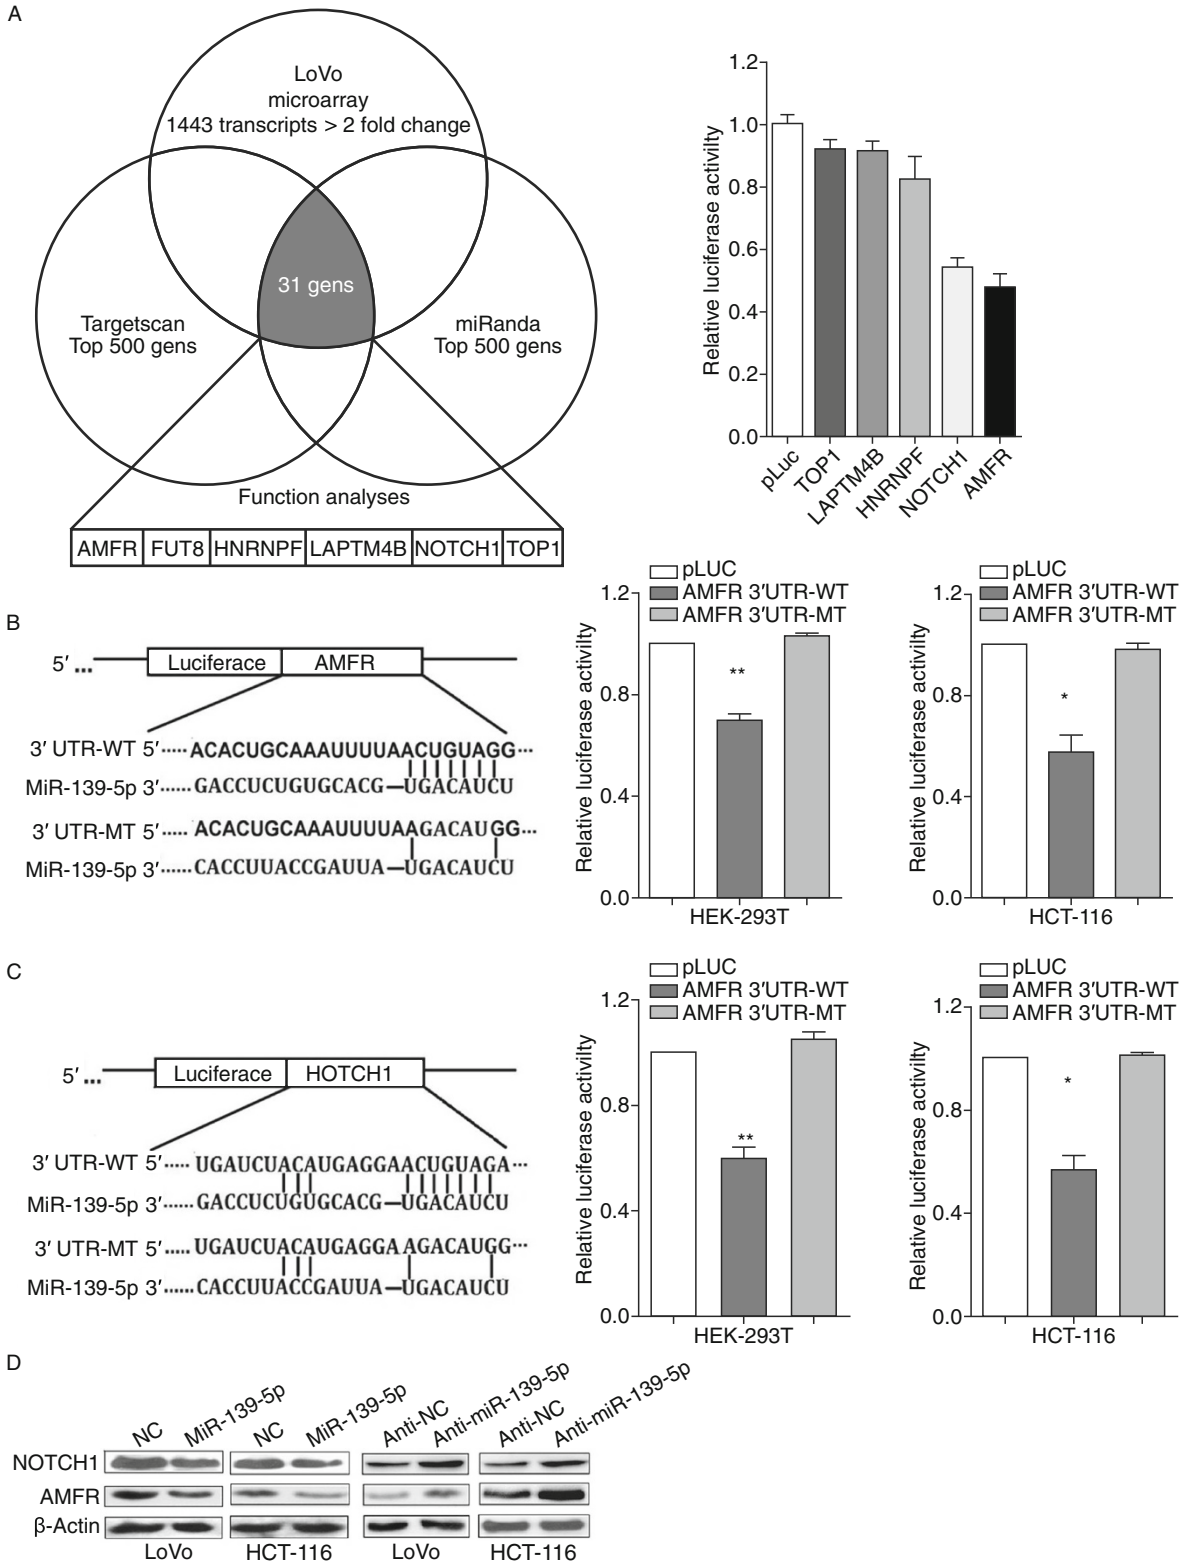 A
LoVo
microarray
1443 transcripts > 2 fold change
31 gens
Targetscan
Top 500 gens
miRanda
Top 500 gens
Function analyses
AMFR FUT8 HNRNPF LAPTM4B NOTCH1 TOP1
Relative luciferase activilty
1.2
1.0
0.8
0.6
0.4
0.2
0.0
pLuc TOP1 LAPTM4B HNRNPF NOTCH1 AMFR
B
5′ ... Luciferace AMFR
3′ UTR-WT 5′ ····· ACACUGCAAAUUUUAACUGUAGG ···
MiR-139-5p 3′ ······ GACCUCUGUGCACG—UGACAUCU
3′ UTR-MT 5′ ····· ACACUGCAAAUUUUAAGACAUGG ···
MiR-139-5p 3′ ······ CACCUUACCGAUUA—UGACAUCU
pLUC
AMFR 3′UTR-WT
AMFR 3′UTR-MT
Relative luciferase activilty
1.2
0.8
0.4
0.0
**
HEK-293T
pLUC
AMFR 3′UTR-WT
AMFR 3′UTR-MT
Relative luciferase activilty
1.2
0.8
0.4
0.0
*
HCT-116
C
5′ ... Luciferace HOTCH1
3′ UTR-WT 5′ ····· UGAUCUACAUGAGGAACUGUAGA ···
MiR-139-5p 3′ ······ GACCUCUGUGCACG—UGACAUCU
3′ UTR-MT 5′ ····· UGAUCUACAUGAGGAAGACAUGG ···
MiR-139-5p 3′ ······ CACCUUACCGAUUA—UGACAUCU
pLUC
AMFR 3′UTR-WT
AMFR 3′UTR-MT
Relative luciferase activilty
1.2
0.8
0.4
0.0
**
HEK-293T
pLUC
AMFR 3′UTR-WT
AMFR 3′UTR-MT
Relative luciferase activilty
1.2
0.8
0.4
0.0
*
HCT-116
D
NC MiR-139-5p NC MiR-139-5p Anti-NC Anti-miR-139-5p Anti-NC Anti-miR-139-5p
NOTCH1
AMFR
β-Actin
LoVo HCT-116 LoVo HCT-116